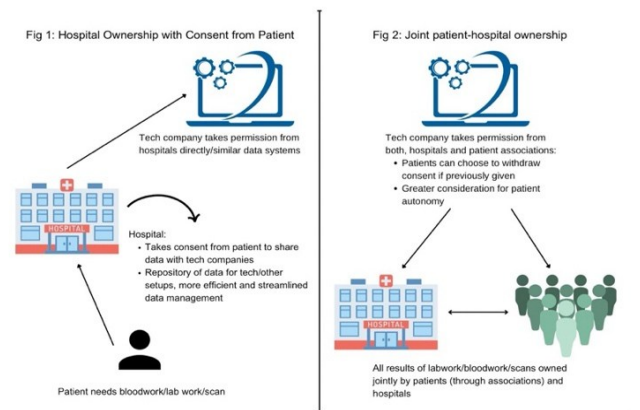 Fig 1: Hospital Ownership with Consent from Patient
Tech company takes permission from
hospitals directly/similar data systems
HOSPITAL
Hospital:
• Takes consent from patient to share
data with tech companies
• Repository of data for tech/other
setups, more efficient and streamlined
data management
Patient needs bloodwork/lab work/scan
Fig 2: Joint patient-hospital ownership
Tech company takes permission from
both, hospitals and patient associations:
• Patients can choose to withdraw
consent if previously given
• Greater consideration for patient
autonomy
HOSPITAL
All results of labwork/bloodwork/scans owned
jointly by patients (through associations) and
hospitals